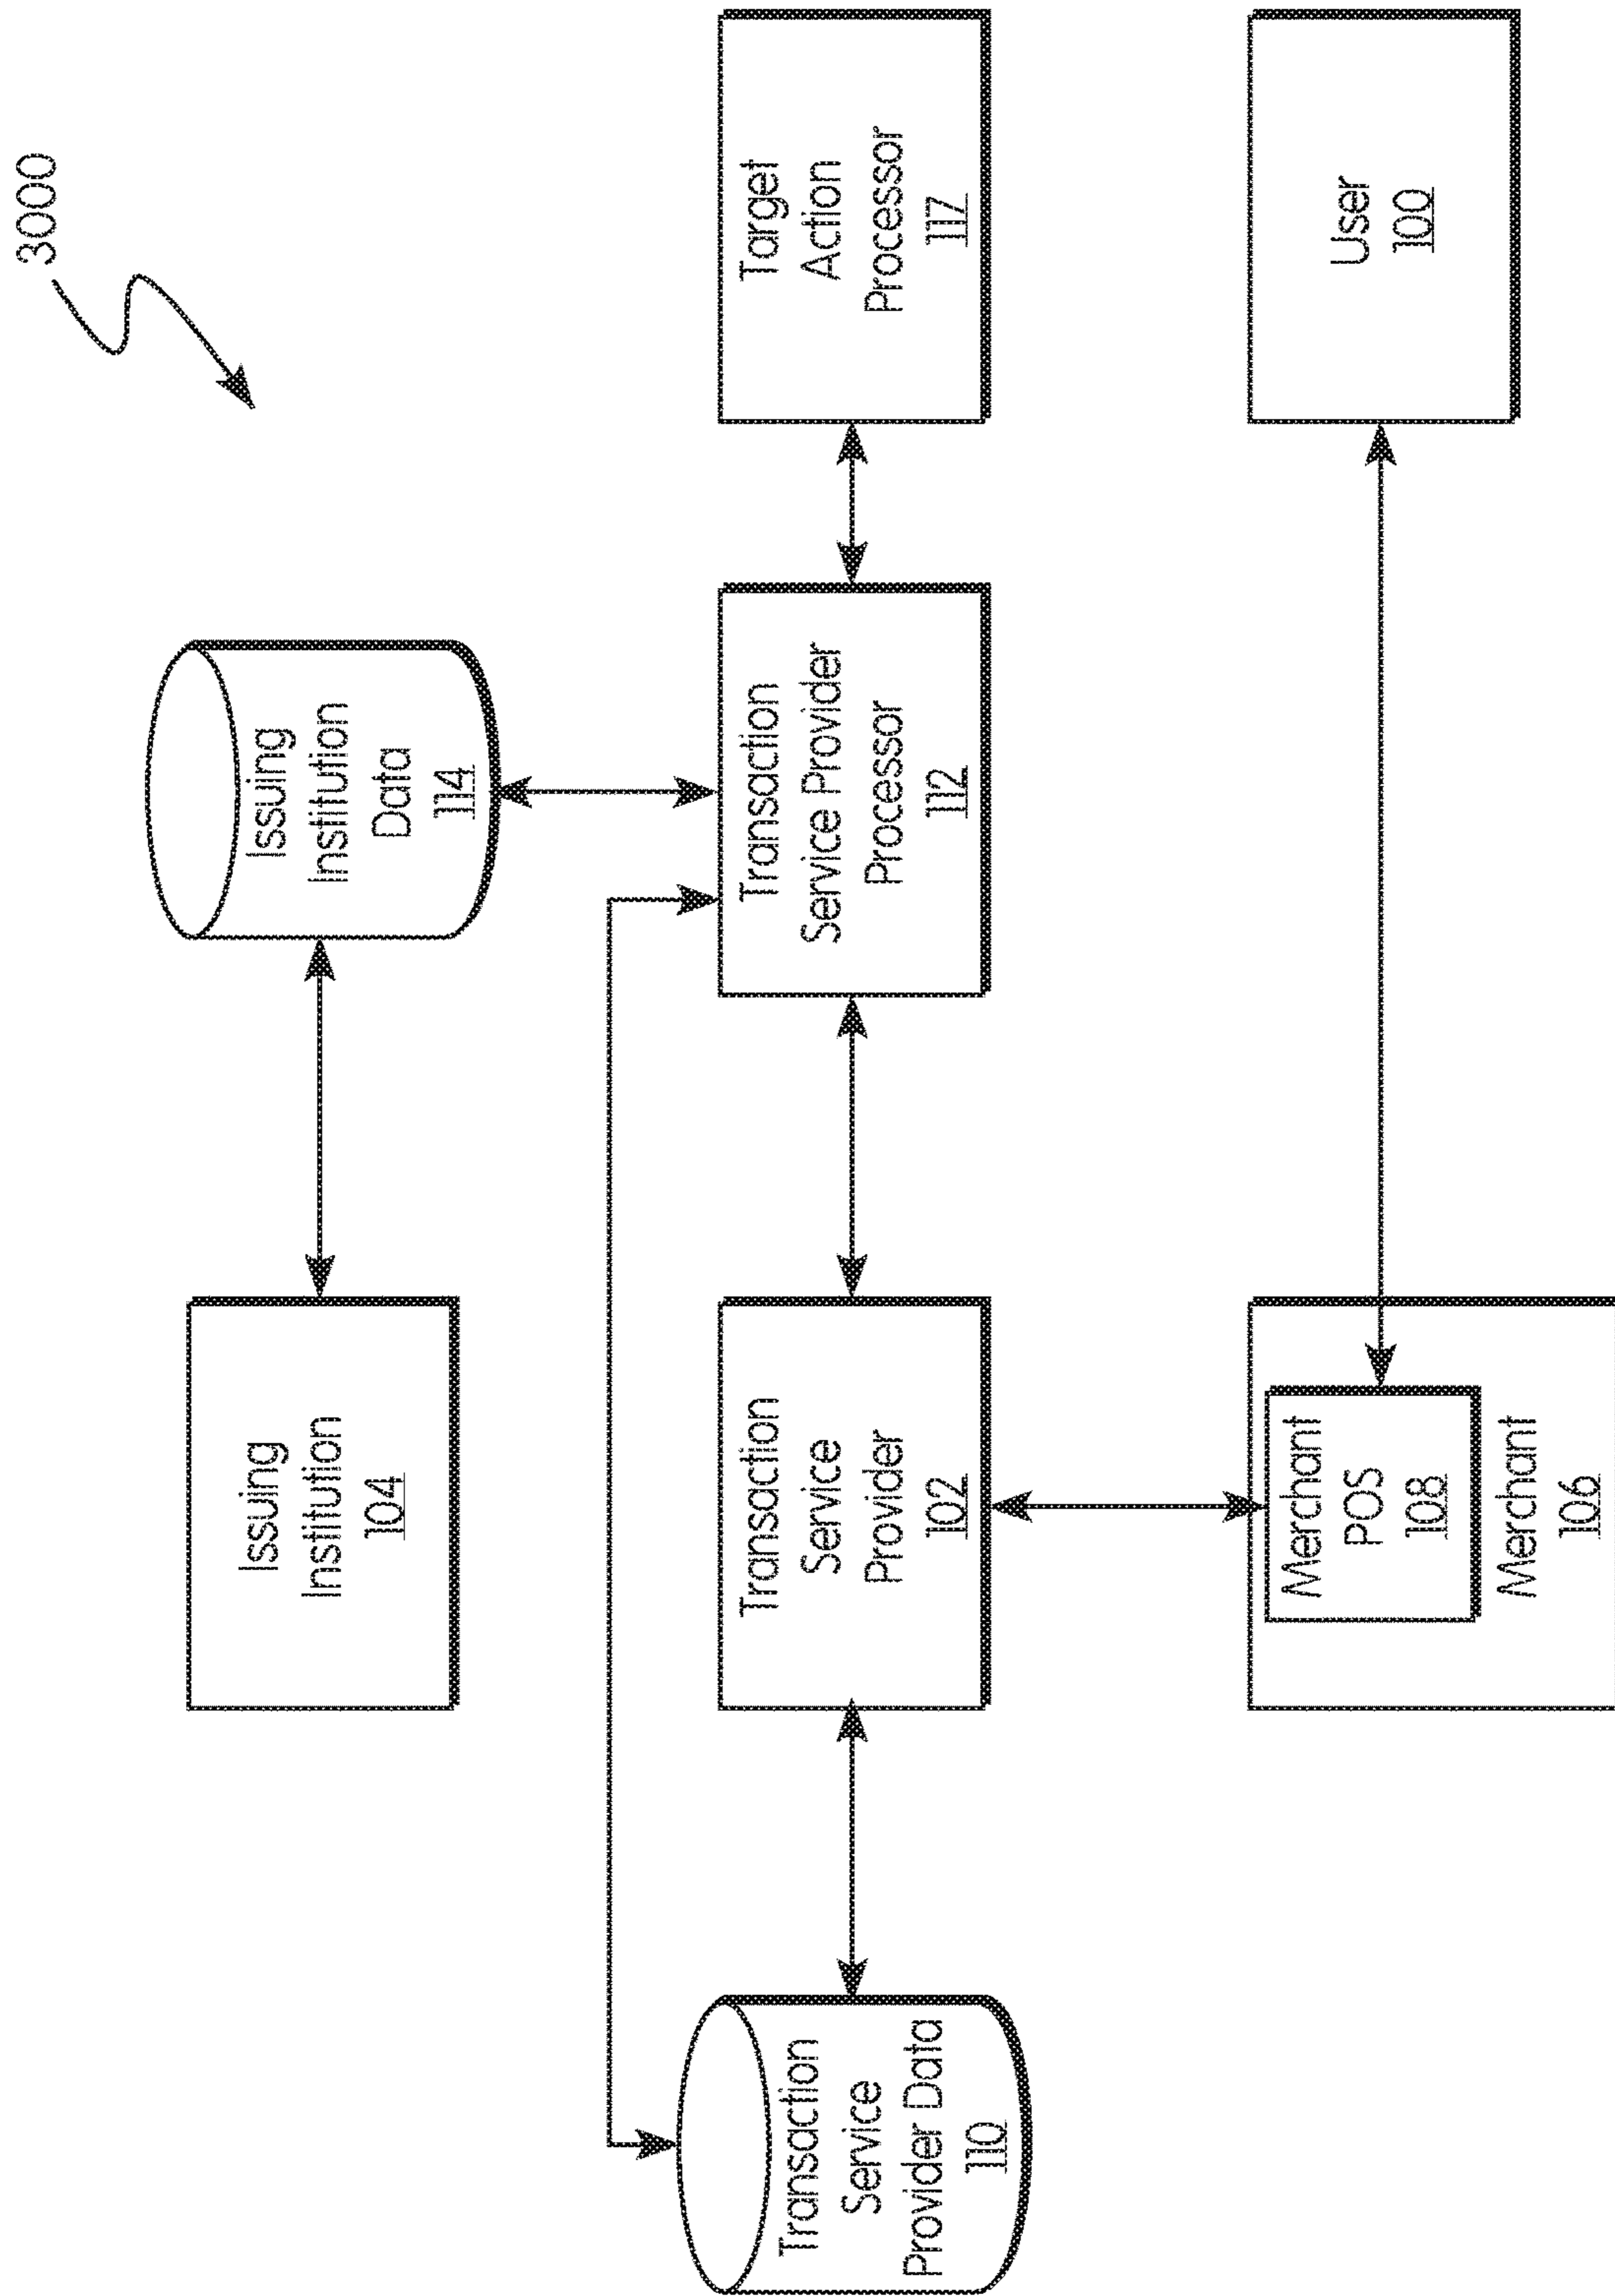 3000
Issuing
Institution
104
Issuing
Institution
Data
114
Transaction
Service
Provider Data
110
Transaction
Service
Provider
102
Transaction
Service Provider
Processor
112
Target
Action
Processor
117
Merchant
POS
108
Merchant
106
User
100